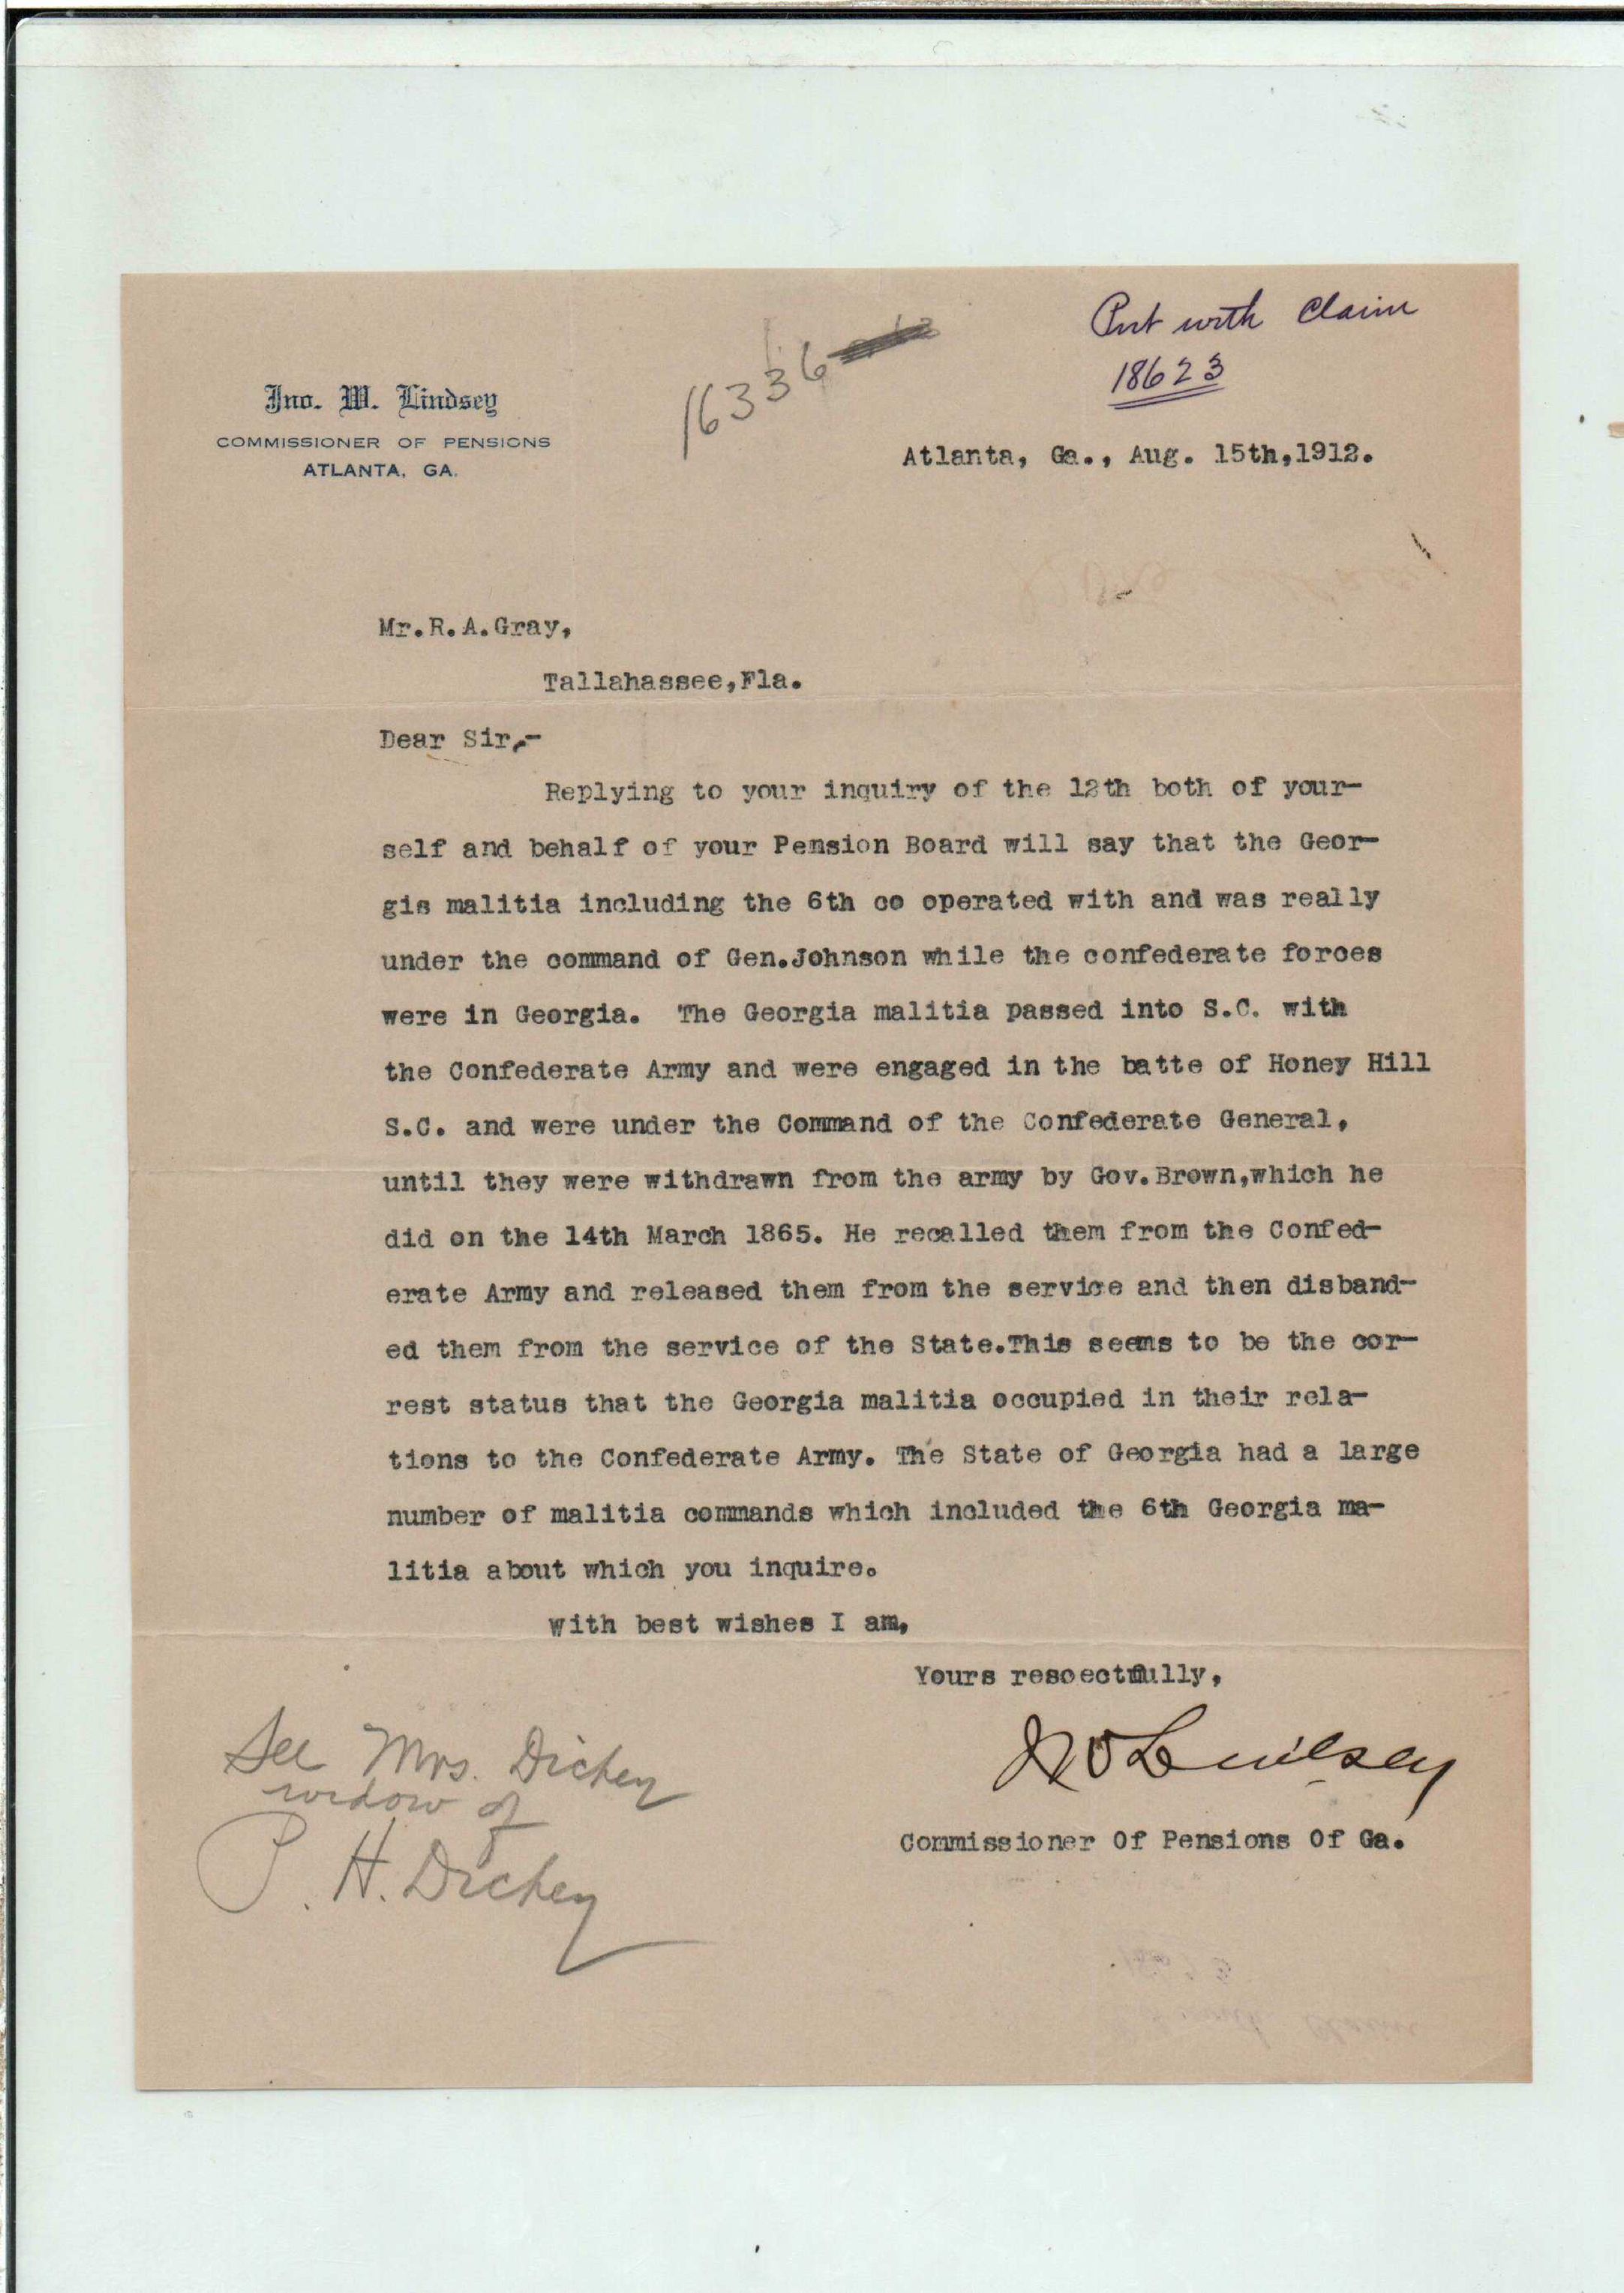 Put with Claim
18623
16336
Jno. W. Lindsey
COMMISSIONER OF PENSIONS
ATLANTA, GA.
Atlanta, Ga., Aug. 15th,1912.
Mr.R.A.Gray,
Tallahassee,Fla.
Dear Sir,-
Replying to your inquiry of the 12th both of your-
self and behalf of your Pension Board will say that the Geor-
gis malitia including the 6th co operated with and was really
under the command of Gen.Johnson while the confederate forces
were in Georgia. The Georgia malitia passed into S.C. with
the Confederate Army and were engaged in the batte of Honey Hill
S.C. and were under the Command of the Confederate General,
until they were withdrawn from the army by Gov.Brown,which he
did on the 14th March 1865. He recalled them from the Confed-
erate Army and released them from the service and then disband-
ed them from the service of the State.This seems to be the cor-
rest status that the Georgia malitia occupied in their rela-
tions to the Confederate Army. The State of Georgia had a large
number of malitia commands which included the 6th Georgia ma-
litia about which you inquire.
With best wishes I am,
Yours respectfully,
Lindsey
Commissioner Of Pensions Of Ga.
See Mrs. Dickey
widow of
P. H. Dickey